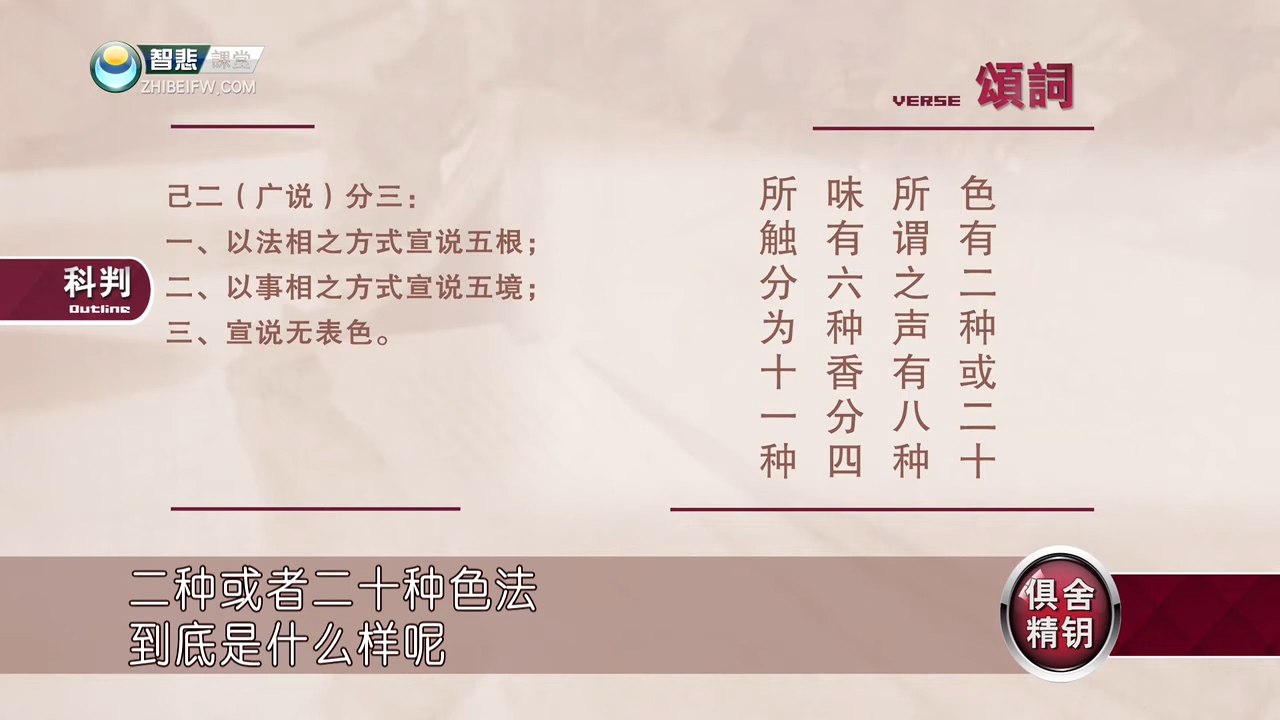 智悲 課堂
ZHIBEIFW.COM
VERSE 頌詞
己二（广说）分三：
一、以法相之方式宣说五根；
二、以事相之方式宣说五境；
三、宣说无表色。
科判
Outline
色有二种或二十
所谓之声有八种
味有六种香分四
所触分为十一种
二种或者二十种色法
到底是什么样呢
俱舍
精钥